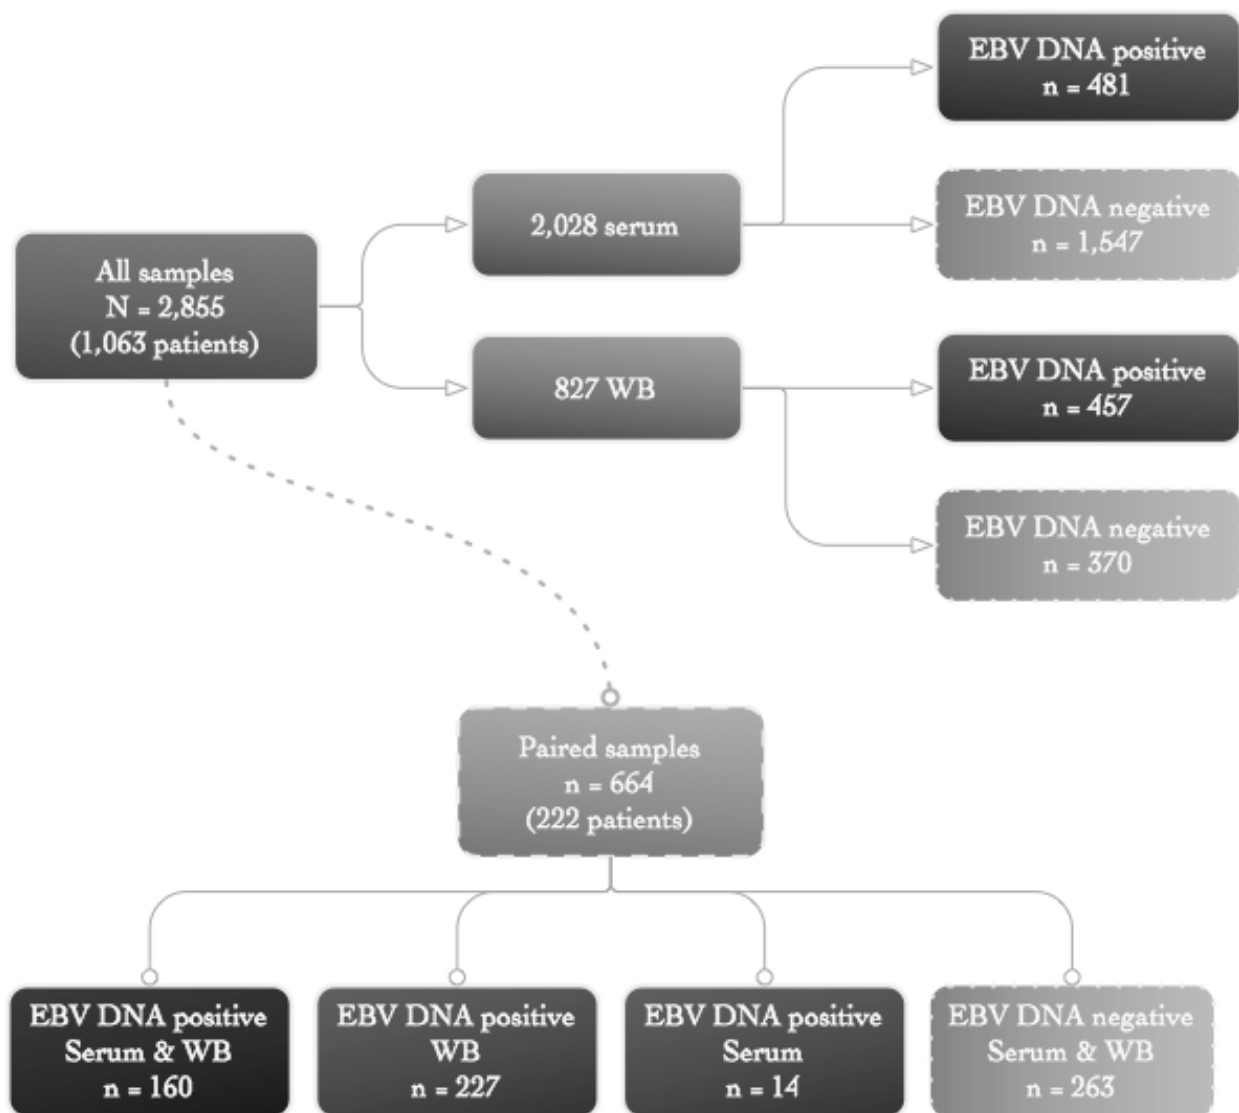 EBV DNA positive
n = 481
EBV DNA negative
n = 1,547
2,028 serum
All samples
N = 2,855
(1,063 patients)
827 WB
EBV DNA positive
n = 457
EBV DNA negative
n = 370
Paired samples
n = 664
(222 patients)
EBV DNA positive
Serum & WB
n = 160
EBV DNA positive
WB
n = 227
EBV DNA positive
Serum
n = 14
EBV DNA negative
Serum & WB
n = 263